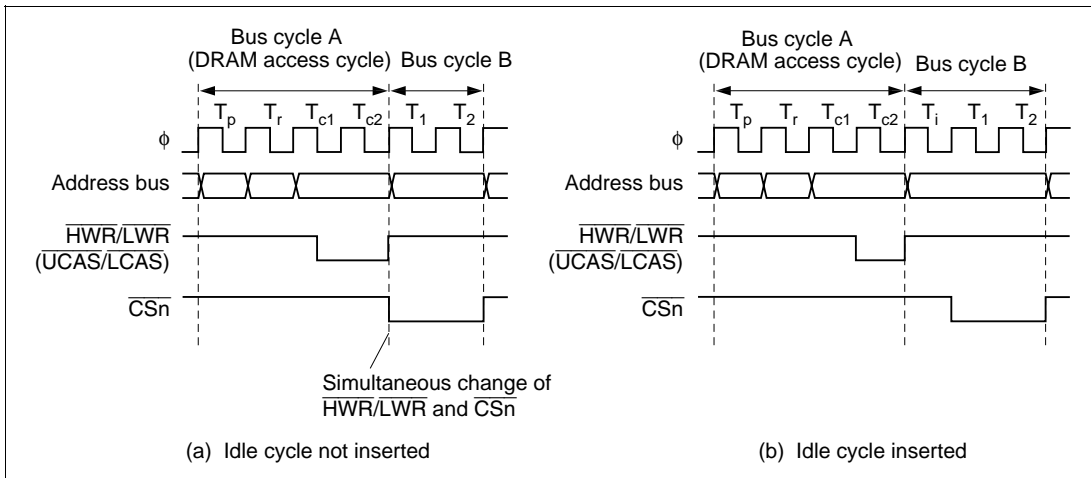 Bus cycle A
(DRAM access cycle) Bus cycle B
Tp Tr Tc1 Tc2 T1 T2
ϕ
Address bus
HWR/LWR
(UCAS/LCAS)
CSn
Simultaneous change of
HWR/LWR and CSn
(a) Idle cycle not inserted
Bus cycle A
(DRAM access cycle) Bus cycle B
Tp Tr Tc1 Tc2 Ti T1 T2
ϕ
Address bus
HWR/LWR
(UCAS/LCAS)
CSn
(b) Idle cycle inserted